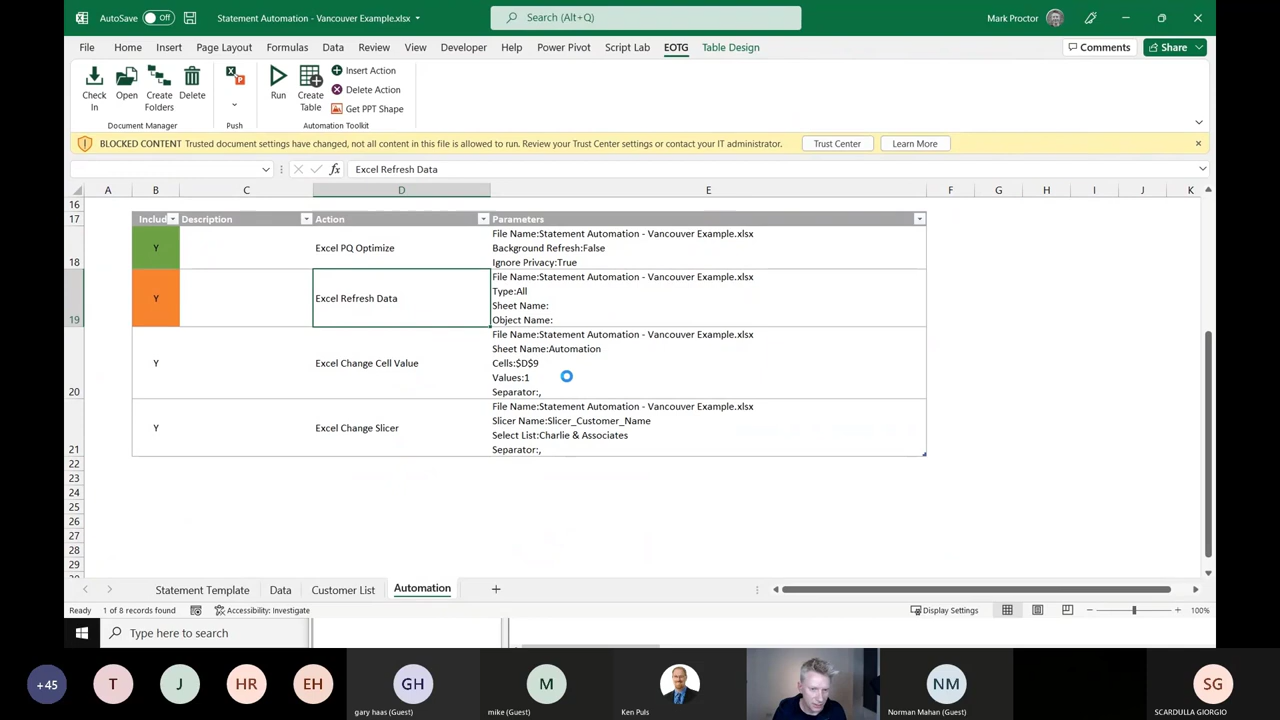 AutoSave Off Statement Automation - Vancouver Example.xlsx Search (Alt+Q) Mark Proctor
File Home Insert Page Layout Formulas Data Review View Developer Help Power Pivot Script Lab EOTG Table Design Comments Share
Check In
Open
Create Folders
Delete
Run
Create Table
Insert Action
Delete Action
Get PPT Shape
Document Manager Push Automation Toolkit
BLOCKED CONTENT Trusted document settings have changed, not all content in this file is allowed to run. Review your Trust Center settings or contact your IT administrator. Trust Center Learn More
fx Excel Refresh Data
A B C D E F G H I J K
16
17 Includ Description Action Parameters
18 Y Excel PQ Optimize
File Name:Statement Automation - Vancouver Example.xlsx
Background Refresh:False
Ignore Privacy:True
19 Y Excel Refresh Data
File Name:Statement Automation - Vancouver Example.xlsx
Type:All
Sheet Name:
Object Name:
20 Y Excel Change Cell Value
File Name:Statement Automation - Vancouver Example.xlsx
Sheet Name:Automation
Cells:$D$9
Values:1
Separator:,
21 Y Excel Change Slicer
File Name:Statement Automation - Vancouver Example.xlsx
Slicer Name:Slicer_Customer_Name
Select List:Charlie & Associates
Separator:,
22
23
24
25
26
27
28
29
Statement Template Data Customer List Automation
Ready 1 of 8 records found Accessibility: Investigate Display Settings 100%
Type here to search
+45 T J HR EH GH M NM SG
gary haas (Guest) mike (Guest) Ken Puls Norman Mahan (Guest) SCARDULLA GIORGIO